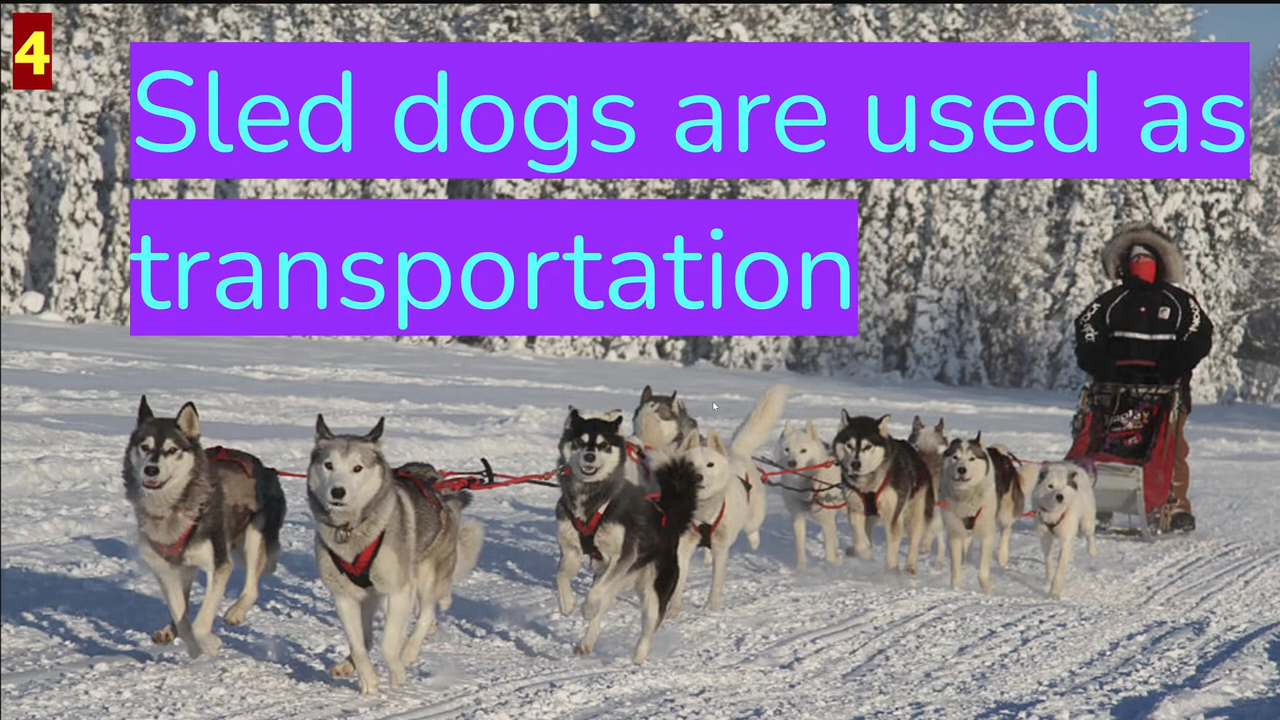 4
Sled dogs are used as
transportation